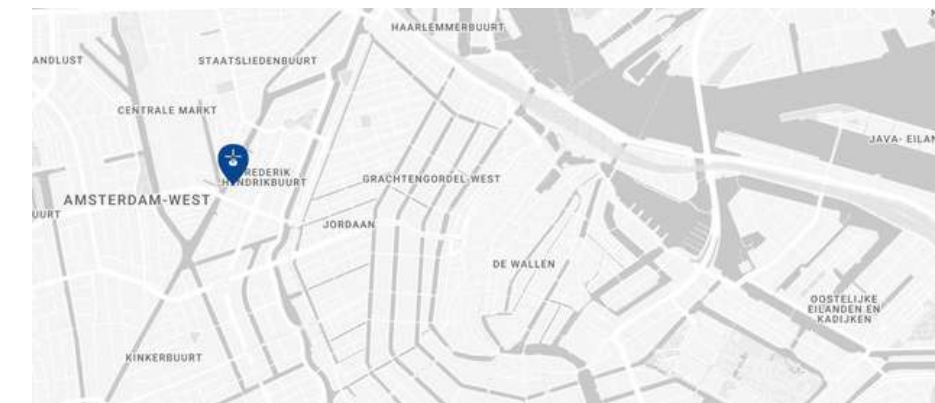 HAARLEMMERBUURT
ANDLUST
STAATSLIEDENBUURT
CENTRALE MARKT
JAVA- EILAN
REDERIK
HENDRIKBUURT
GRACHTENGORDEL-WEST
AMSTERDAM-WEST
UURT
JORDAAN
DE WALLEN
OOSTELIJKE
EILANDEN EN
KADIJKEN
KINKERBUURT